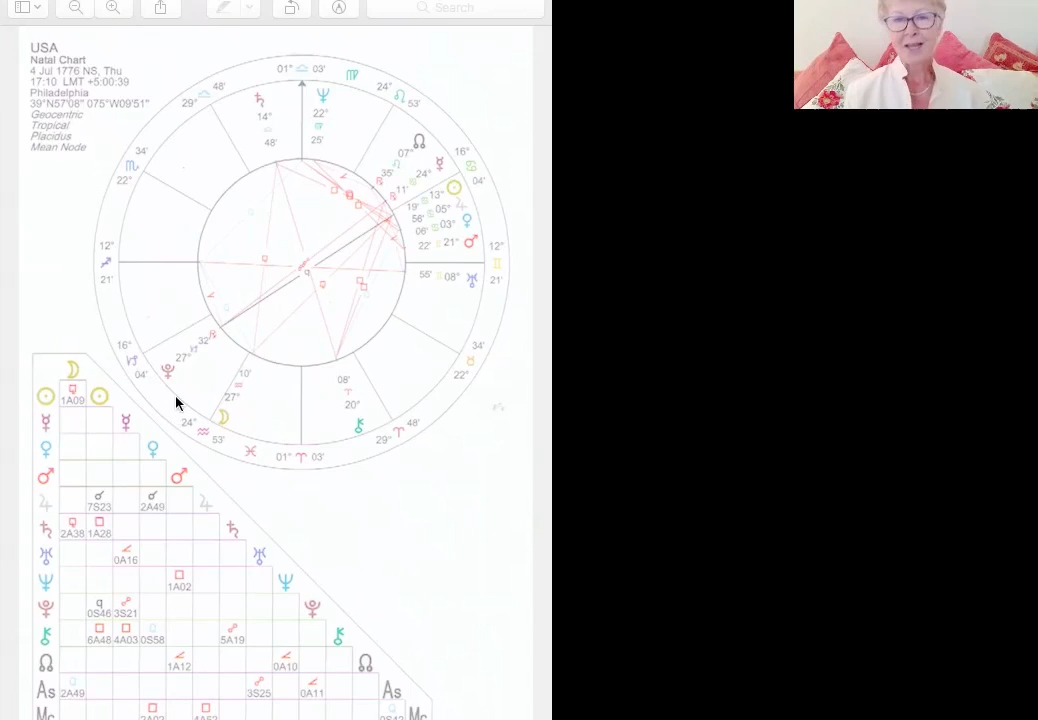 Search
USA
Natal Chart
4 Jul 1776 NS, Thu
17:10 LMT +5:00:39
Philadelphia
39°N57'08" 075°W09'51"
Geocentric
Tropical
Placidus
Mean Node
01° ♎ 03'
♍
24° ♌ 53'
16° ♋ 04'
12° ♊ 21'
34' ♉ 22°
29° ♈ 48'
01° ♈ 03'
♓
24° ♒ 53'
16° ♑ 04'
12° ♐ 21'
34' ♏ 22°
29° ♎ 48'
♄ 14° ♎ 48'
♆ 22° ♍ 25'
☊ 07° ♌ 35'
☿ 24° ♋ 11' ℞
☉ 13° ♋ 19'
♃ 05° ♋ 56'
♀ 03° ♋ 06'
♂ 21° ♊ 22'
♅ 08° ♊ 55'
⚷ 20° ♈ 08'
☽ 27° ♒ 10'
♇ 27° ♑ 32' ℞
1A09
7S23 2A49
2A38 1A28
0A16
1A02
0S46 3S21
6A48 4A03 0S58 5A19
1A12 0A10
As 2A49 3S25 0A11 As
Mc Mc